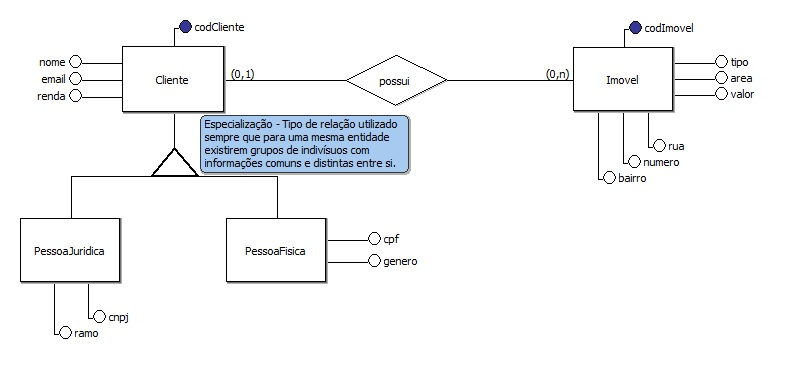 codCliente
codImovel
nome
email
renda
Cliente
(0,1)
possui
(0,n)
Imovel
tipo
area
valor
Especialização - Tipo de relação utilizado
sempre que para uma mesma entidade
existirem grupos de indivísuos com
informações comuns e distintas entre si.
rua
numero
bairro
PessoaJuridica
PessoaFisica
cpf
genero
cnpj
ramo